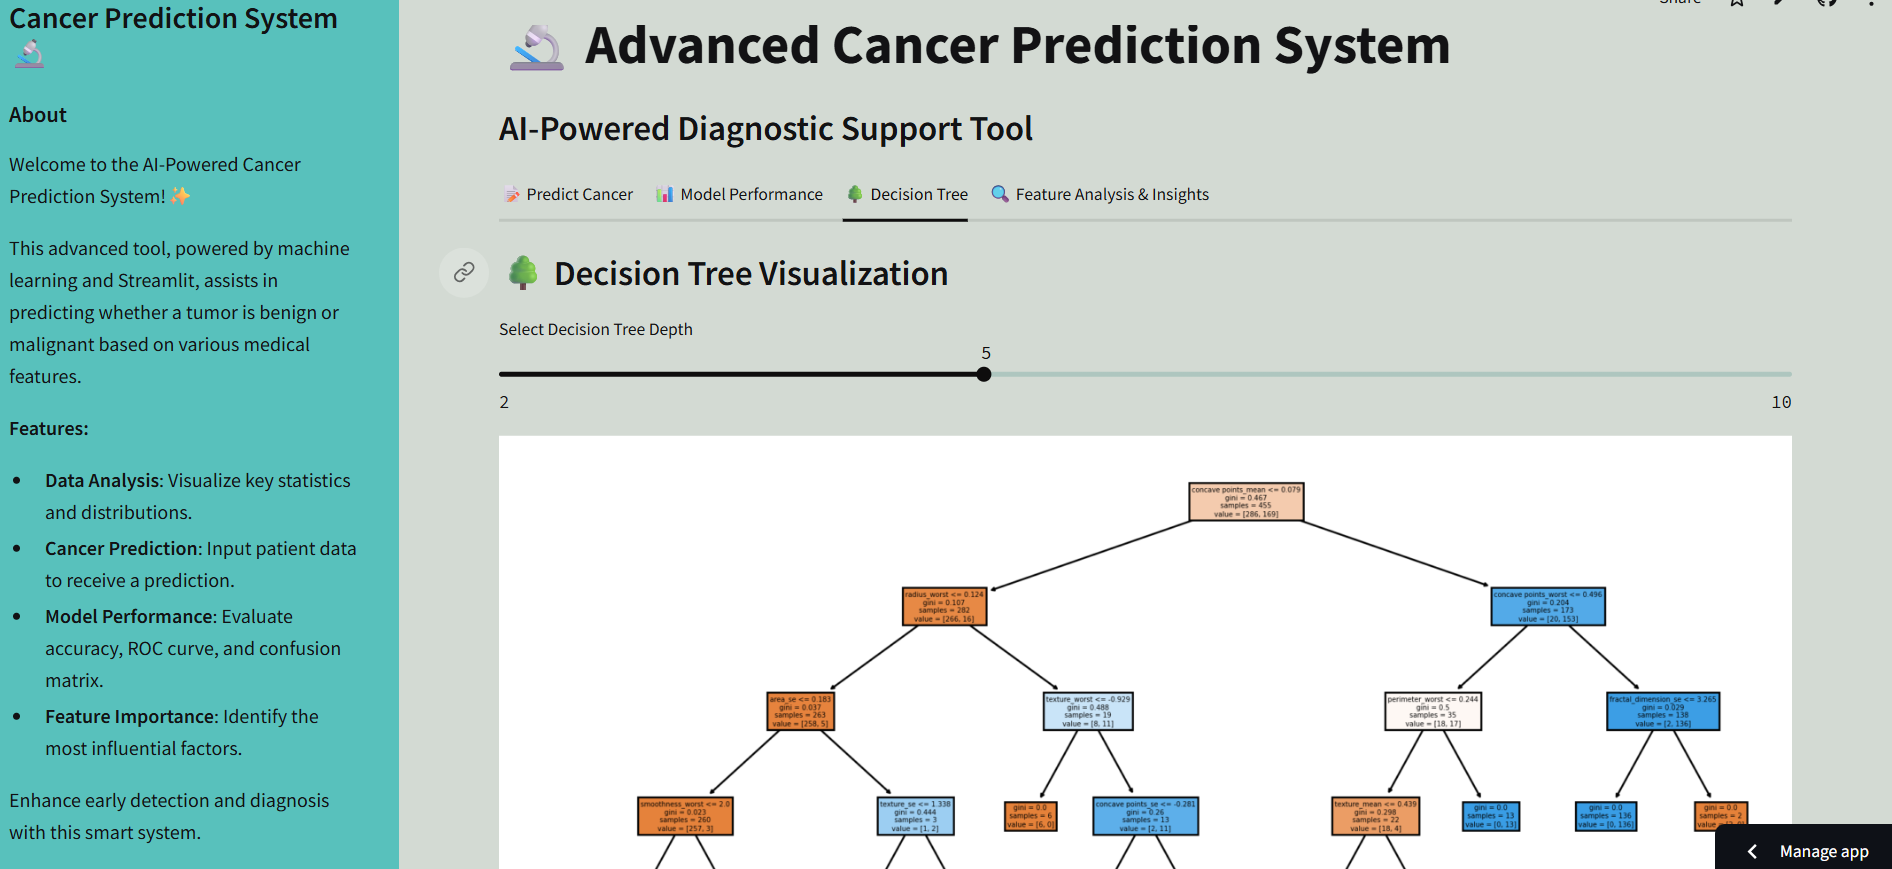 Cancer Prediction System
About
Welcome to the AI-Powered Cancer
Prediction System!
This advanced tool, powered by machine
learning and Streamlit, assists in
predicting whether a tumor is benign or
malignant based on various medical
features.
Features:
Data Analysis: Visualize key statistics
and distributions.
Cancer Prediction: Input patient data
to receive a prediction.
Model Performance: Evaluate
accuracy, ROC curve, and confusion
matrix.
Feature Importance: Identify the
most influential factors.
Enhance early detection and diagnosis
with this smart system.
Share
Advanced Cancer Prediction System
AI-Powered Diagnostic Support Tool
Predict Cancer
Model Performance
Decision Tree
Feature Analysis & Insights
Decision Tree Visualization
Select Decision Tree Depth
5
2
10
concave points_mean <= 0.079
gini = 0.467
samples = 455
value = [286, 169]
radius_worst <= 0.124
gini = 0.107
samples = 282
value = [266, 16]
concave points_worst <= 0.496
gini = 0.204
samples = 173
value = [20, 153]
area_se <= 0.183
gini = 0.037
samples = 263
value = [258, 5]
texture_worst <= -0.929
gini = 0.488
samples = 19
value = [8, 11]
perimeter_worst <= 0.244
gini = 0.5
samples = 35
value = [18, 17]
fractal_dimension_se <= 3.265
gini = 0.029
samples = 138
value = [2, 136]
smoothness_worst <= 2.0
gini = 0.023
samples = 260
value = [257, 3]
texture_se <= 1.338
gini = 0.444
samples = 3
value = [1, 2]
gini = 0.0
samples = 6
value = [6, 0]
concave points_se <= -0.281
gini = 0.26
samples = 13
value = [2, 11]
texture_mean <= 0.439
gini = 0.298
samples = 22
value = [18, 4]
gini = 0.0
samples = 13
value = [0, 13]
gini = 0.0
samples = 136
value = [0, 136]
gini = 0.0
samples = 2
value
Manage app